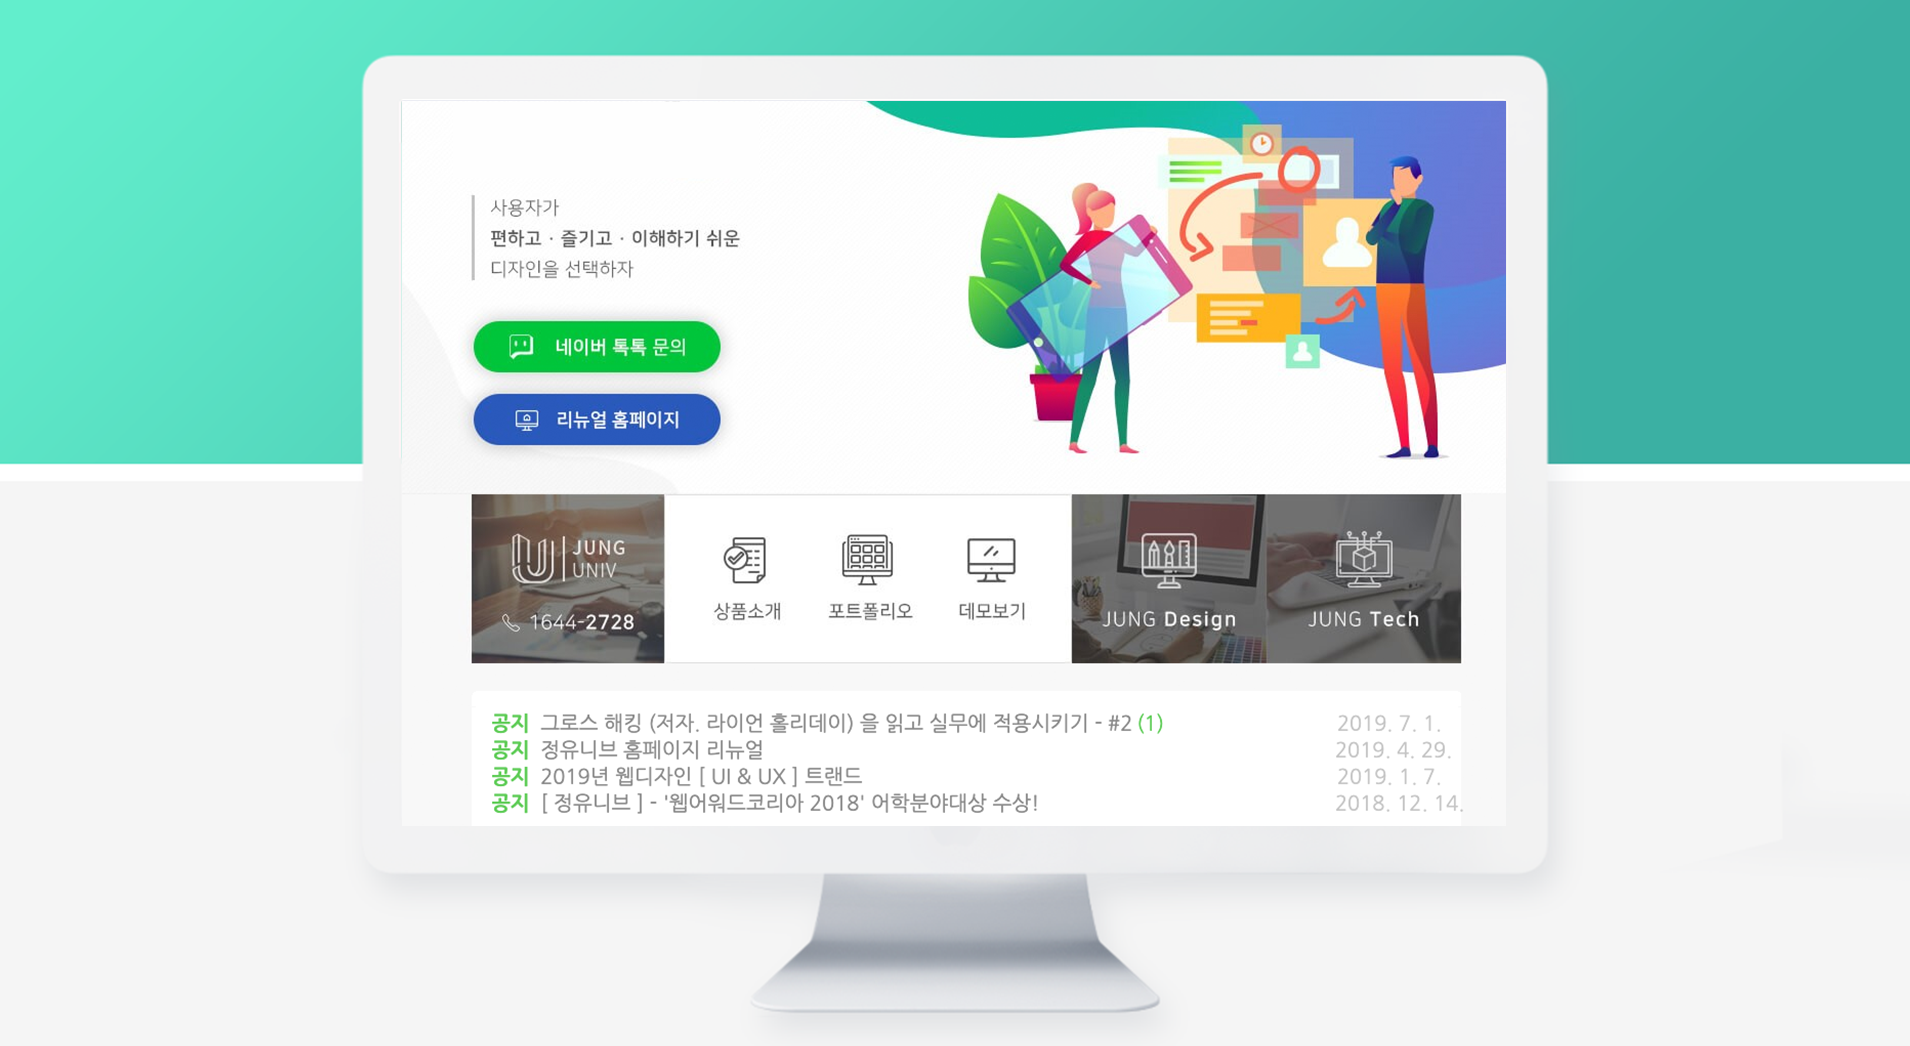 사용자가
편하고 · 즐기고 · 이해하기 쉬운
디자인을 선택하자
네이버 톡톡 문의
리뉴얼 홈페이지
JUNG
UNIV
1644-2728
상품소개
포트폴리오
데모보기
JUNG Design
JUNG Tech
공지 그로스 해킹 (저자. 라이언 홀리데이) 을 읽고 실무에 적용시키기 - #2 (1) 2019. 7. 1.
공지 정유니브 홈페이지 리뉴얼 2019. 4. 29.
공지 2019년 웹디자인 [ UI & UX ] 트랜드 2019. 1. 7.
공지 [ 정유니브 ] - '웹어워드코리아 2018' 어학분야대상 수상! 2018. 12. 14.